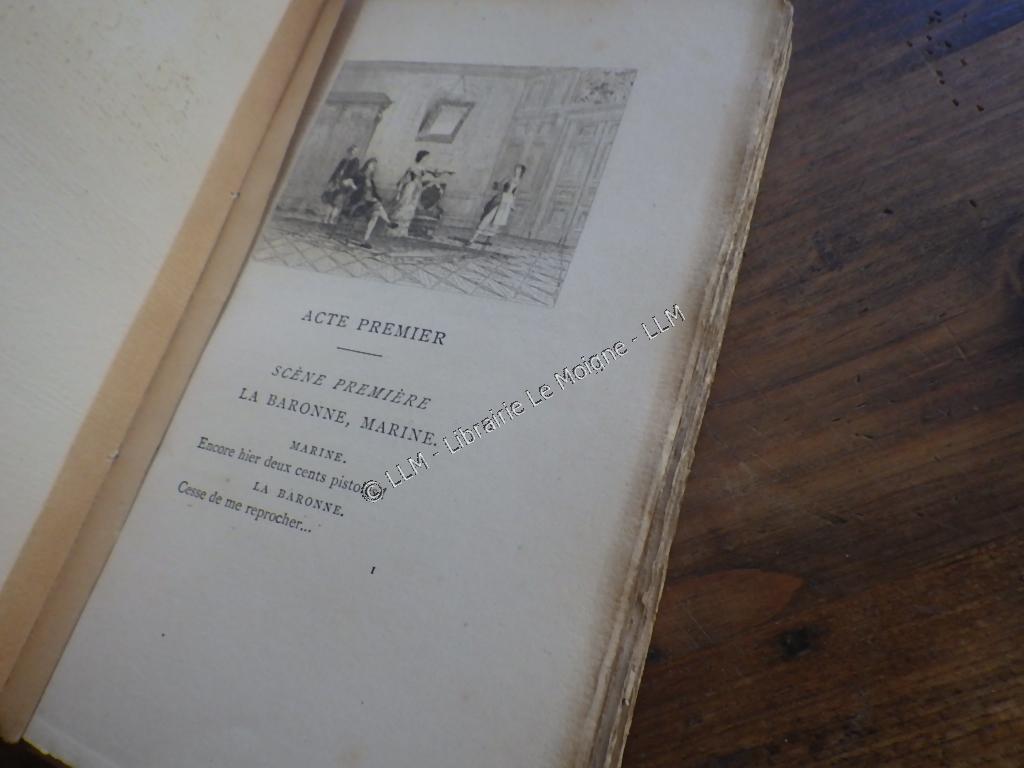 ACTE PREMIER
SCÈNE PREMIÈRE
LA BARONNE, MARINE.
MARINE.
Encore hier deux cents
LA BARONNE.
Cesse de me reprocher...
I
© LLM - Librairie Le Moigne - LLM